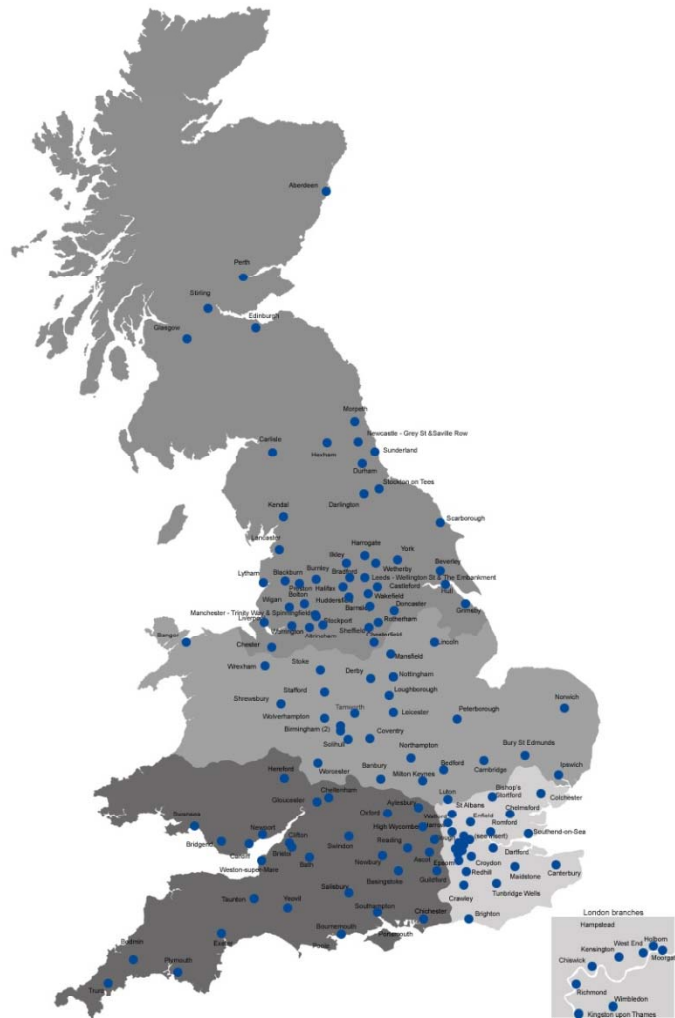 Aberdeen
Perth
Stirling
Edinburgh
Glasgow
Morpeth
Newcastle - Grey St &Saville Row
Carlisle
Hexham
Sunderland
Durham
Stockton on Tees
Darlington
Kendal
Scarborough
Lancaster
Harrogate
York
Ilkley
Wetherby
Beverley
Burnley
Bradford
Leeds - Wellington St & The Embankment
Blackburn
Lytham
Preston
Halifax
Castleford
Hull
Bolton
Huddersfield
Wakefield
Wigan
Barnsley
Doncaster
Grimsby
Manchester - Trinity Way & Spinningfields
Liverpool
Stockport
Rotherham
Warrington
Altrincham
Sheffield
Chesterfield
Lincoln
Bangor
Chester
Mansfield
Wrexham
Stoke
Derby
Nottingham
Stafford
Loughborough
Shrewsbury
Tamworth
Norwich
Wolverhampton
Leicester
Peterborough
Birmingham (2)
Coventry
Solihull
Northampton
Bury St Edmunds
Worcester
Bedford
Cambridge
Ipswich
Hereford
Banbury
Milton Keynes
Cheltenham
Bishop's
Stortford
Colchester
Gloucester
Luton
Aylesbury
St Albans
Chelmsford
Oxford
Enfield
Swansea
Newport
High Wycombe
Romford
Clifton
(see insert)
Southend-on-Sea
Bridgend
Cardiff
Bristol
Swindon
Reading
Dartford
Bath
Newbury
Ascot
Epsom
Croydon
Weston-super-Mare
Redhill
Canterbury
Basingstoke
Guildford
Maidstone
Salisbury
Tunbridge Wells
Taunton
Yeovil
Crawley
Southampton
Chichester
Brighton
Bournemouth
Portsmouth
Exeter
Poole
Bodmin
Plymouth
Truro
London branches
Hampstead
Holborn
West End
Kensington
Moorgate
Chiswick
Richmond
Wimbledon
Kingston upon Thames